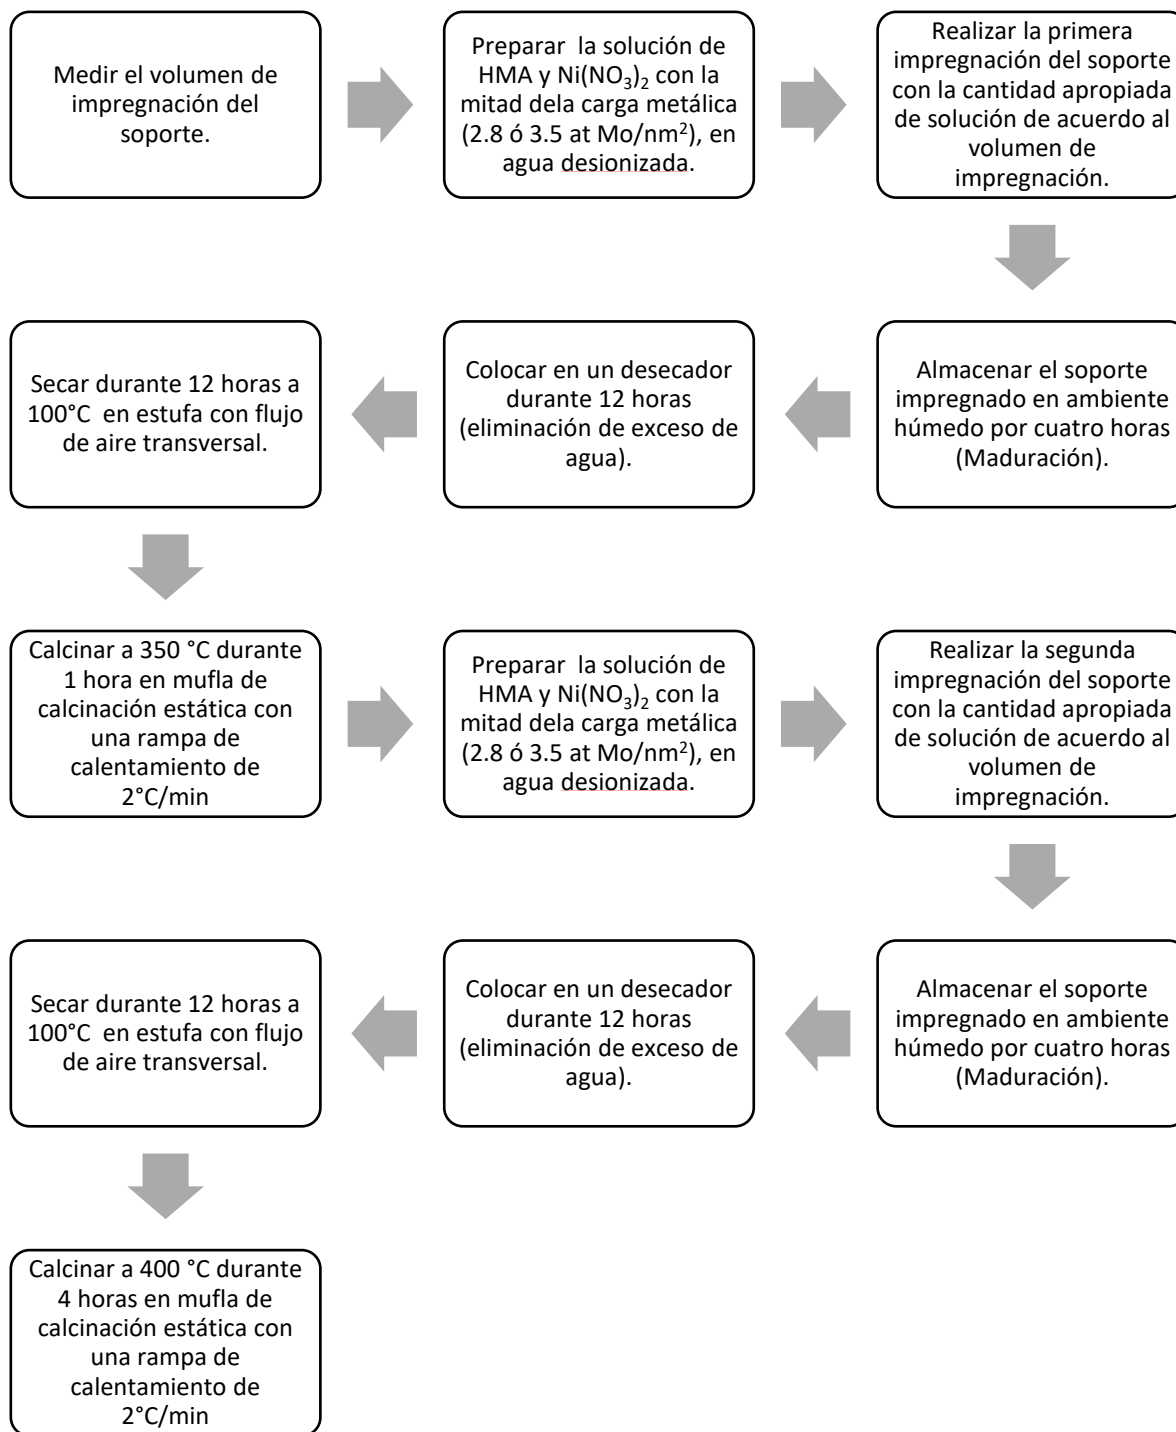 Medir el volumen de
impregnación del
soporte.
Preparar  la solución de
HMA y Ni(NO₃)₂ con la
mitad dela carga metálica
(2.8 ó 3.5 at Mo/nm²), en
agua desionizada.
Realizar la primera
impregnación del soporte
con la cantidad apropiada
de solución de acuerdo al
volumen de
impregnación.
Almacenar el soporte
impregnado en ambiente
húmedo por cuatro horas
(Maduración).
Colocar en un desecador
durante 12 horas
(eliminación de exceso de
agua).
Secar durante 12 horas a
100°C  en estufa con flujo
de aire transversal.
Calcinar a 350 °C durante
1 hora en mufla de
calcinación estática con
una rampa de
calentamiento de
2°C/min
Preparar  la solución de
HMA y Ni(NO₃)₂ con la
mitad dela carga metálica
(2.8 ó 3.5 at Mo/nm²), en
agua desionizada.
Realizar la segunda
impregnación del soporte
con la cantidad apropiada
de solución de acuerdo al
volumen de
impregnación.
Almacenar el soporte
impregnado en ambiente
húmedo por cuatro horas
(Maduración).
Colocar en un desecador
durante 12 horas
(eliminación de exceso de
agua).
Secar durante 12 horas a
100°C  en estufa con flujo
de aire transversal.
Calcinar a 400 °C durante
4 horas en mufla de
calcinación estática con
una rampa de
calentamiento de
2°C/min